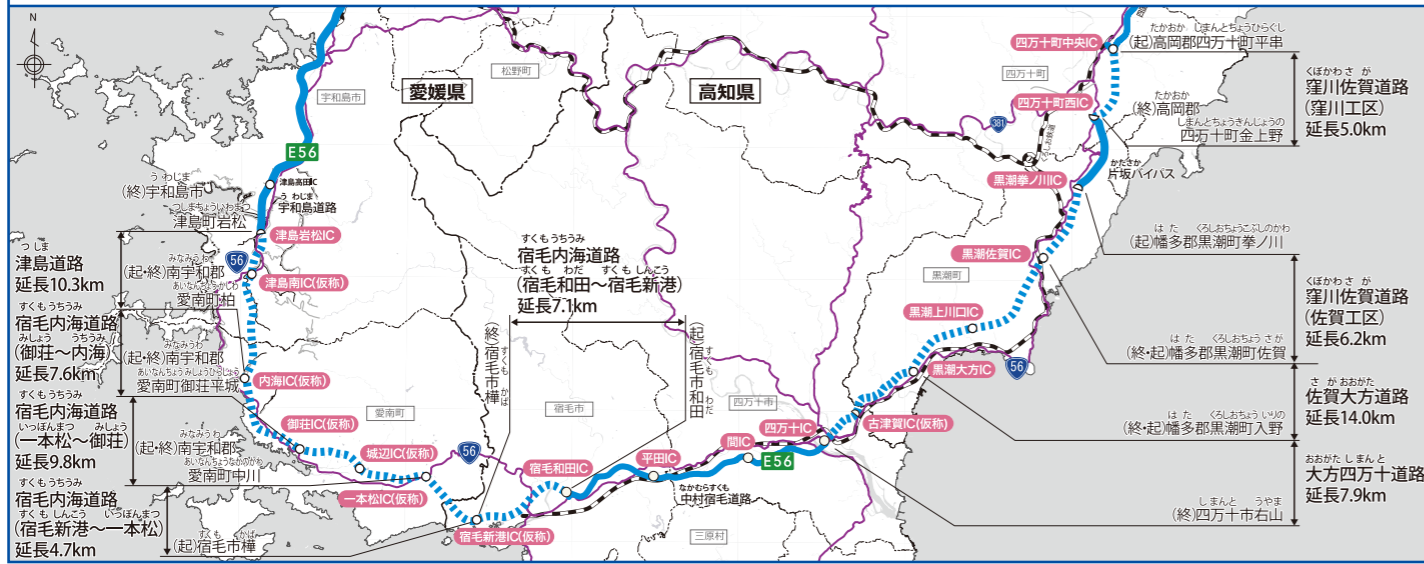 N
愛媛県
高知県
松野町
宇和島市
四万十町
E56
津島高田IC
うわじま
宇和島道路
うわじま
(終)宇和島市
つしまちょういわまつ
津島町岩松
津島岩松IC
56
つしま
津島道路
延長10.3km
みなみうわ
(起・終)南宇和郡
あいなんちょうかしわ
愛南町柏
津島南IC(仮称)
すくもうちうみ
宿毛内海道路
みしょう うちうみ
(御荘～内海)
延長7.6km
みなみうわ
(起・終)南宇和郡
あいなんちょうみしょうひらじょう
愛南町御荘平城
内海IC(仮称)
すくもうちうみ
宿毛内海道路
いっぽんまつ みしょう
(一本松～御荘)
延長9.8km
みなみうわ
(起・終)南宇和郡
あいなんちょうなかのがわ
愛南町中川
御荘IC(仮称)
愛南町
城辺IC(仮称)
一本松IC(仮称)
56
すくもうちうみ
宿毛内海道路
すくもしんこう いっぽんまつ
(宿毛新港～一本松)
延長4.7km
すくも かば
(起)宿毛市樺
宿毛新港IC(仮称)
すくもうちうみ
宿毛内海道路
すくも わだ すくもしんこう
(宿毛和田～宿毛新港)
延長7.1km
(終)宿毛市樺
すくも かば
(起)宿毛市和田
すくも わだ
宿毛市
宿毛和田IC
平田IC
なかむらすくも
中村宿毛道路
間IC
E56
四万十市
四万十IC
古津賀IC(仮称)
三原村
四万十町中央IC
たかおか しまんとちょうひらぐし
(起)高岡郡四万十町平串
くぼかわ さが
窪川佐賀道路
(窪川工区)
延長5.0km
四万十町西IC
381
くろしお鉄道
たかおか
(終)高岡郡
しまんとちょうきんじょうの
四万十町金上野
かたさか
片坂バイパス
黒潮拳ノ川IC
はた くろしおちょうこぶしのかわ
(起)幡多郡黒潮町拳ノ川
黒潮佐賀IC
黒潮町
くぼかわ さが
窪川佐賀道路
(佐賀工区)
延長6.2km
黒潮上川口IC
はた くろしおちょう さが
(終・起)幡多郡黒潮町佐賀
黒潮大方IC
56
さが おおがた
佐賀大方道路
延長14.0km
はた くろしおちょう いりの
(終・起)幡多郡黒潮町入野
おおがた しまんと
大方四万十道路
延長7.9km
しまんと うやま
(終)四万十市右山